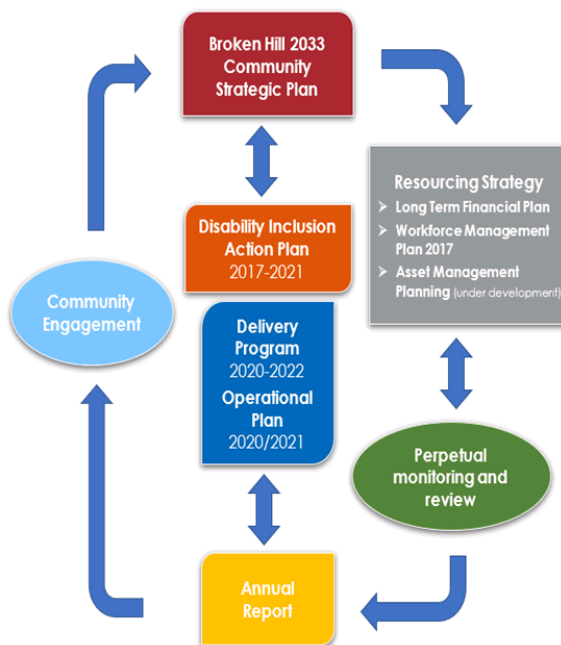 Broken Hill 2033
Community
Strategic Plan
Resourcing Strategy
➢ Long Term Financial Plan
➢ Workforce Management
Plan 2017
➢ Asset Management
Planning (under development)
Disability Inclusion
Action Plan
2017-2021
Community
Engagement
Delivery
Program
2020-2022
Operational
Plan
2020/2021
Perpetual
monitoring and
review
Annual
Report